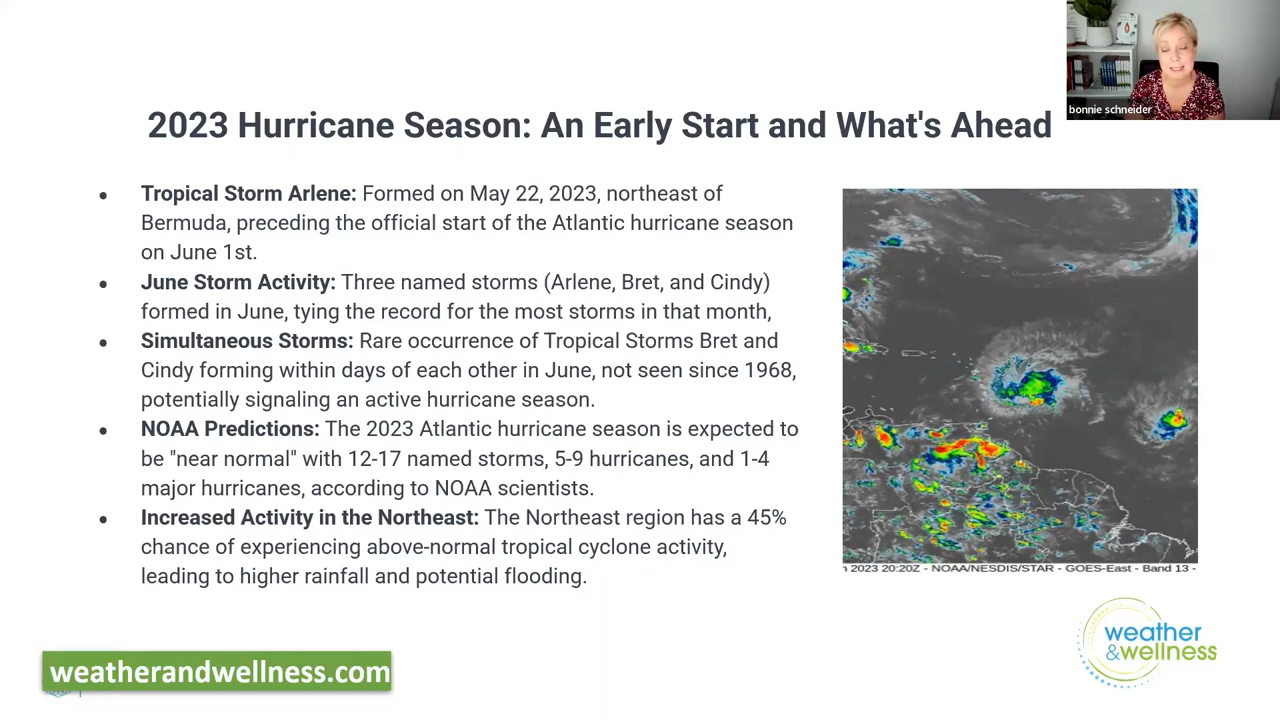 bonnie schneider
2023 Hurricane Season: An Early Start and What's Ahead
● Tropical Storm Arlene: Formed on May 22, 2023, northeast of
Bermuda, preceding the official start of the Atlantic hurricane season
on June 1st.
● June Storm Activity: Three named storms (Arlene, Bret, and Cindy)
formed in June, tying the record for the most storms in that month,
● Simultaneous Storms: Rare occurrence of Tropical Storms Bret and
Cindy forming within days of each other in June, not seen since 1968,
potentially signaling an active hurricane season.
● NOAA Predictions: The 2023 Atlantic hurricane season is expected to
be "near normal" with 12-17 named storms, 5-9 hurricanes, and 1-4
major hurricanes, according to NOAA scientists.
● Increased Activity in the Northeast: The Northeast region has a 45%
chance of experiencing above-normal tropical cyclone activity,
leading to higher rainfall and potential flooding.
2023 20:20Z - NOAA/NESDIS/STAR - GOES-East - Band 13 -
weather
&wellness
weatherandwellness.com